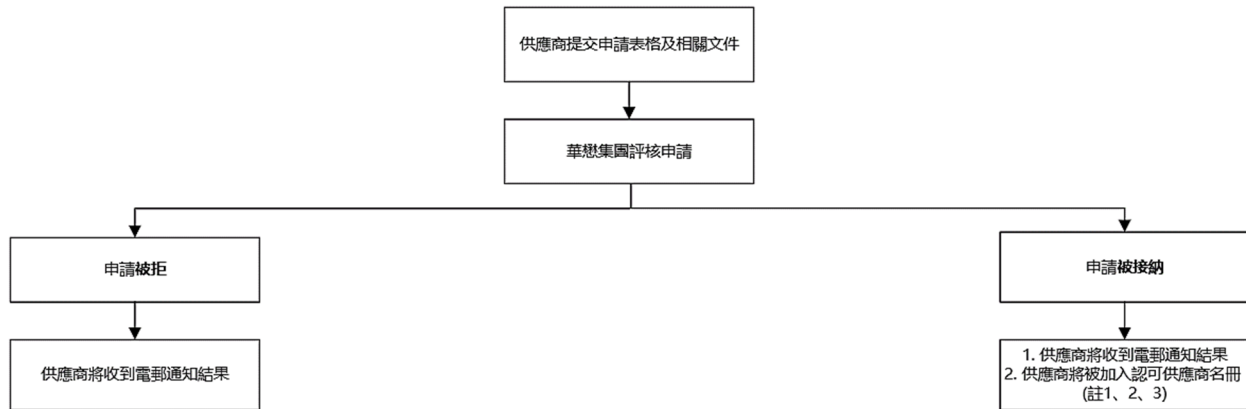 供應商提交申請表格及相關文件
華懋集團評核申請
申請被拒
申請被接納
供應商將收到電郵通知結果
1. 供應商將收到電郵通知結果
2. 供應商將被加入認可供應商名冊
(註1、2、3)